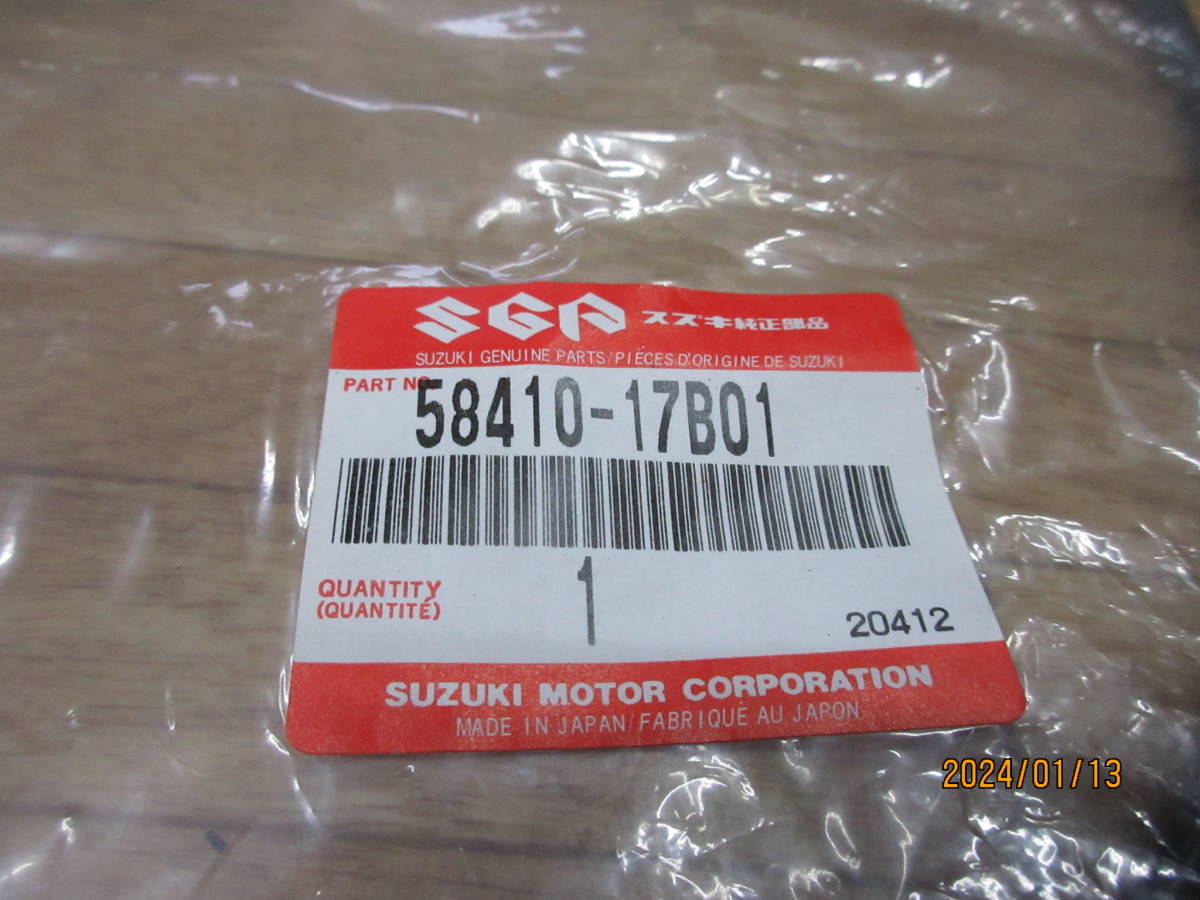 SGP スズキ純正部品
SUZUKI GENUINE PARTS/PIÈCES D'ORIGINE DE SUZUKI
PART NO.
58410-17B01
QUANTITY
(QUANTITÉ)
1
20412
SUZUKI MOTOR CORPORATION
MADE IN JAPAN/FABRIQUÉ AU JAPON
2024/01/13